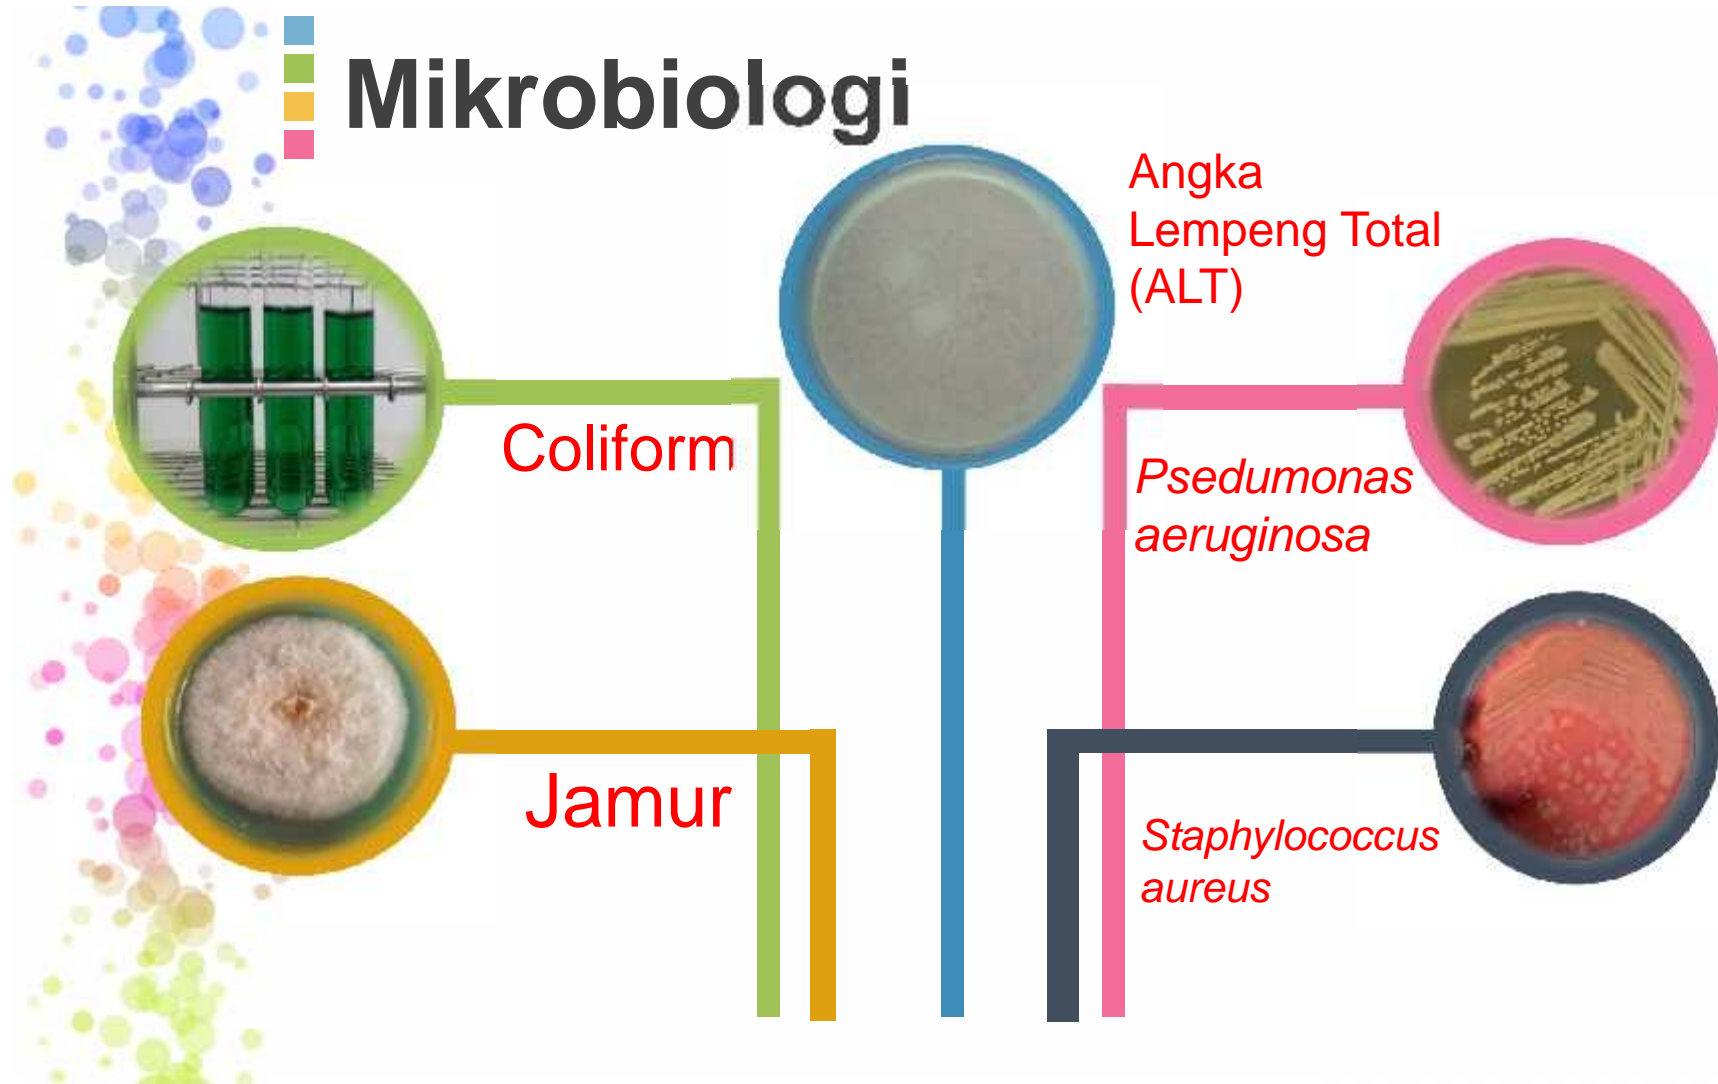 Mikrobiologi
Angka
Lempeng Total
(ALT)
Coliform
Psedumonas
aeruginosa
Jamur
Staphylococcus
aureus